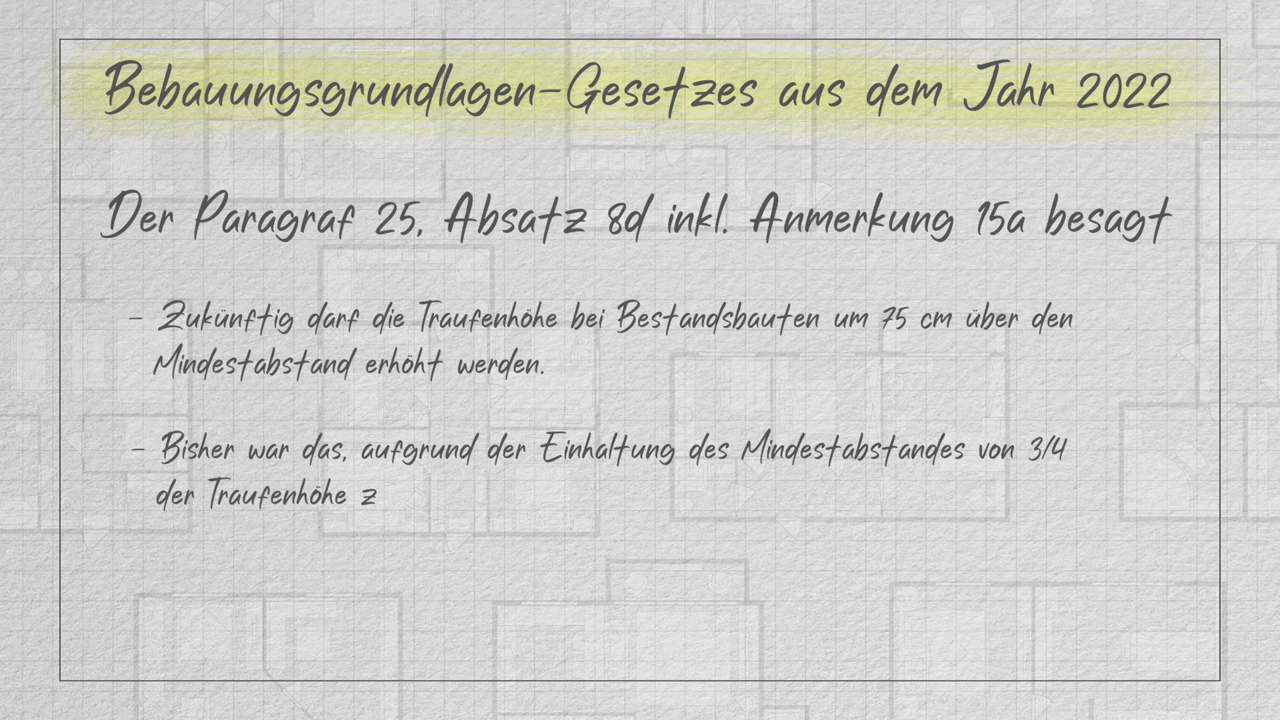 Bebauungsgrundlagen-Gesetzes aus dem Jahr 2022
Der Paragraf 25, Absatz 8d inkl. Anmerkung 15a besagt
- Zukünftig darf die Traufenhöhe bei Bestandsbauten um 75 cm über den
Mindestabstand erhöht werden.
- Bisher war das, aufgrund der Einhaltung des Mindestabstandes von 3/4
der Traufenhöhe z